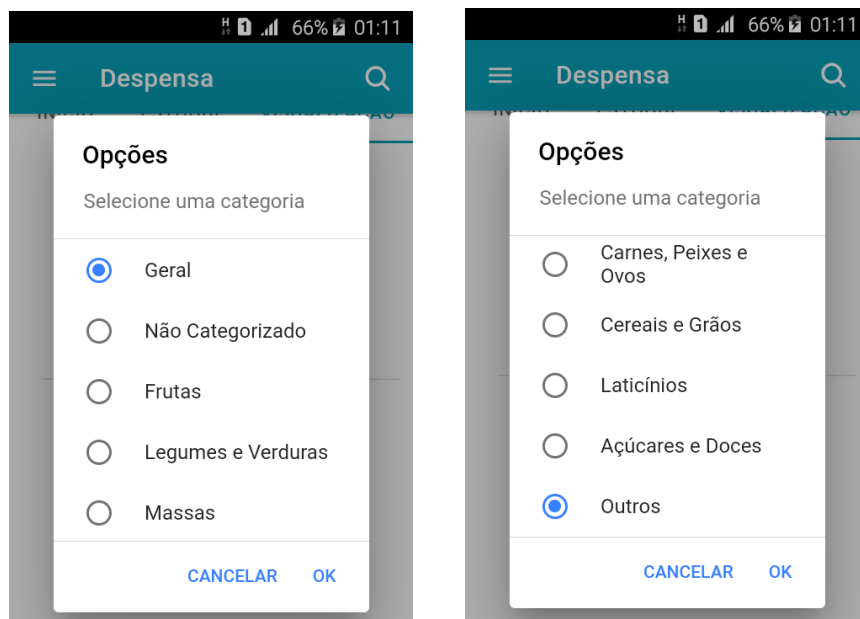 66% 01:11
Despensa
Opções
Selecione uma categoria
Geral
Não Categorizado
Frutas
Legumes e Verduras
Massas
CANCELAR OK
66% 01:11
Despensa
Opções
Selecione uma categoria
Carnes, Peixes e
Ovos
Cereais e Grãos
Laticínios
Açúcares e Doces
Outros
CANCELAR OK